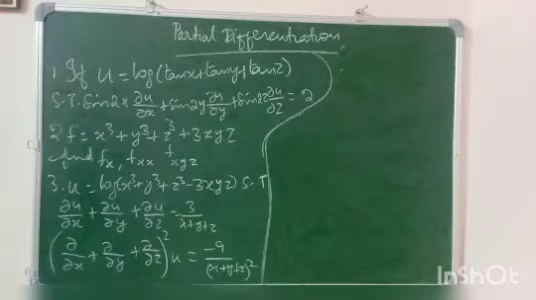 Partial Differentiation
1. If u = log(tanx+tany+tanz)
S.T. Sin2x ∂u/∂x + sin2y ∂u/∂y + sin2z ∂u/∂z = 2
2. f = x³ + y³ + z³ + 3xyz
find fx, fxx fxyz
3. u = log(x³+y³+z³-3xyz) S.T
∂u/∂x + ∂u/∂y + ∂u/∂z = 3/x+y+z
(∂/∂x + ∂/∂y + ∂/∂z)² u = -9/(x+y+z)²
InShOt